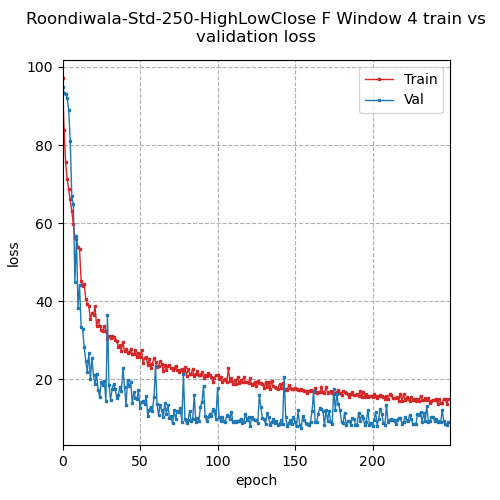 Roondiwala-Std-250-HighLowClose F Window 4 train vs
validation loss
100
80
60
40
20
loss
Train
Val
0
50
100
150
200
epoch